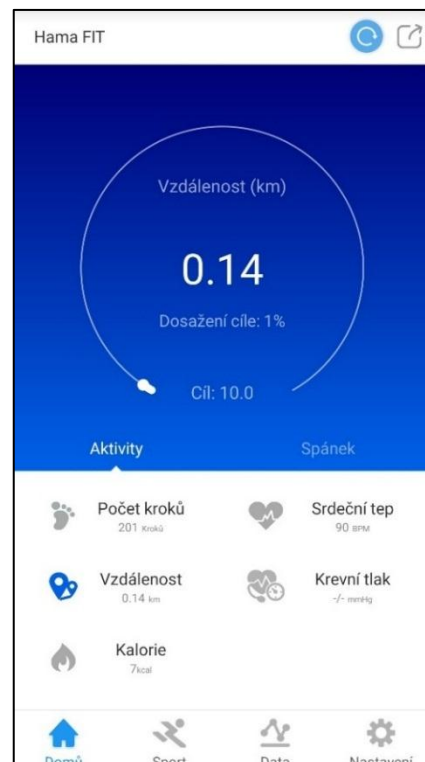 Hama FIT
Vzdálenost (km)
0.14
Dosažení cíle: 1%
Cíl: 10.0
Aktivity Spánek
Počet kroků Srdeční tep
201 Kroků 90 BPM
Vzdálenost Krevní tlak
0.14 km -/- mmHg
Kalorie
7kcal
Domů Sport Data Nastavení